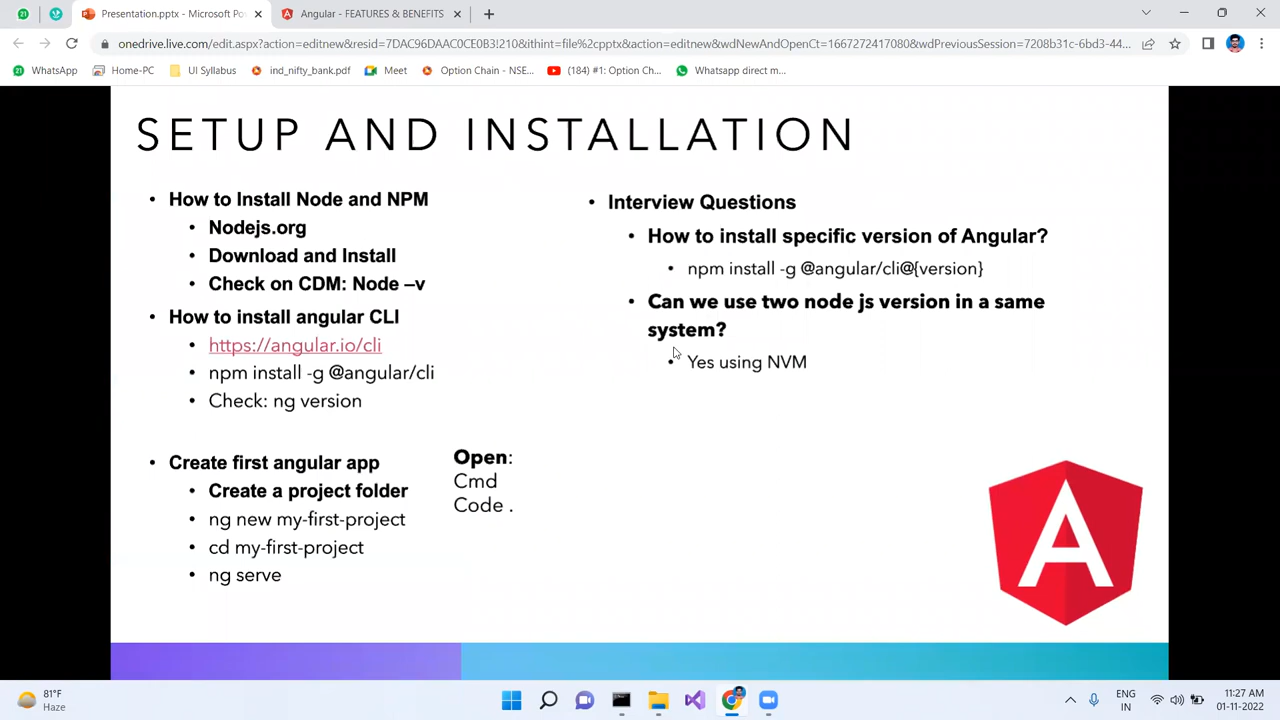 21
Presentation.pptx - Microsoft Pow
Angular - FEATURES & BENEFITS
onedrive.live.com/edit.aspx?action=editnew&resid=7DAC96DAAC0CE0B3!213&ithint=file%2cpptx&action=editnew&wdNewAndOpenCt=1667272417080&wdPreviousSession=7208b31c-6bd3-44...
21 WhatsApp
Home-PC
UI Syllabus
ind_nifty_bank.pdf
Meet
Option Chain - NSE...
(184) #1: Option Ch...
Whatsapp direct m...
SETUP AND INSTALLATION
• How to Install Node and NPM
• Nodejs.org
• Download and Install
• Check on CDM: Node –v
• How to install angular CLI
• https://angular.io/cli
• npm install -g @angular/cli
• Check: ng version
• Create first angular app
• Create a project folder
• ng new my-first-project
• cd my-first-project
• ng serve
Open:
Cmd
Code .
• Interview Questions
• How to install specific version of Angular?
• npm install -g @angular/cli@{version}
• Can we use two node js version in a same
system?
• Yes using NVM
A
81°F
Haze
ENG
IN
11:27 AM
01-11-2022